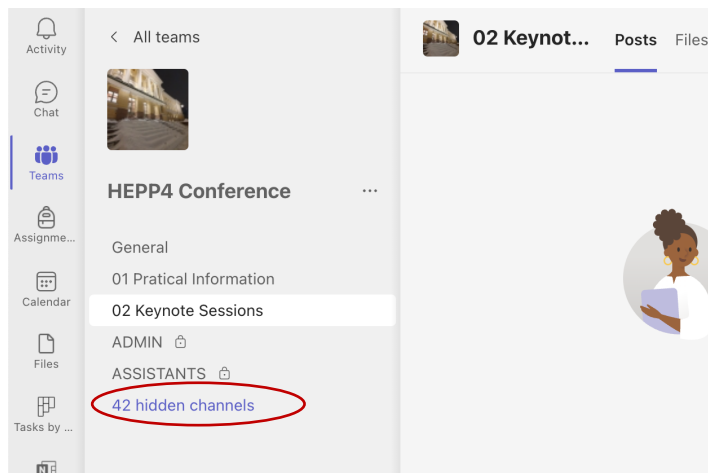 Activity
Chat
Teams
Assignme...
Calendar
Files
Tasks by ...
N
All teams
HEPP4 Conference
...
General
01 Pratical Information
02 Keynote Sessions
ADMIN
ASSISTANTS
42 hidden channels
02 Keynot...
Posts
Files